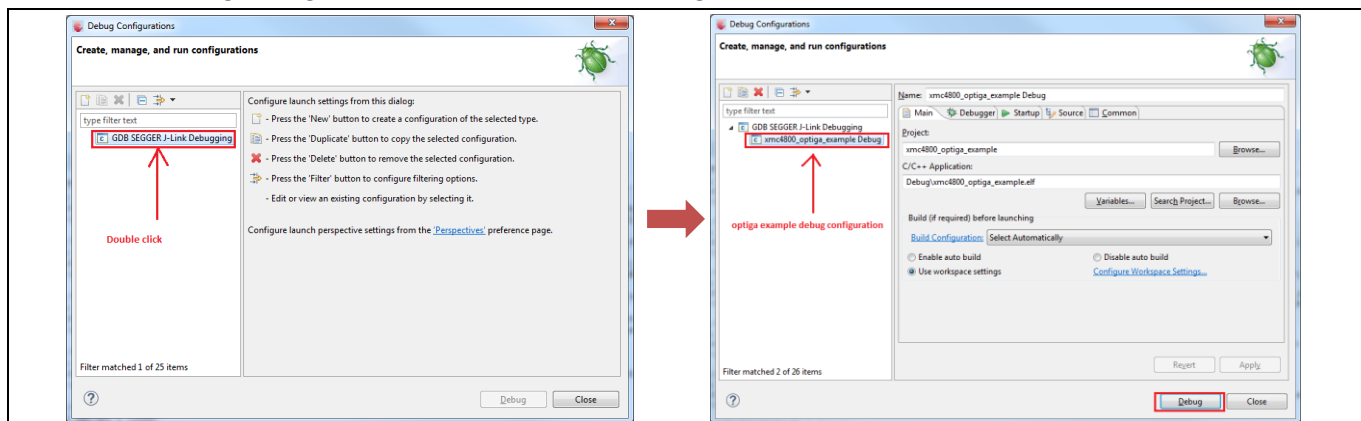 Debug Configurations
Create, manage, and run configurations
type filter text
GDB SEGGER J-Link Debugging
Double click
Filter matched 1 of 25 items
Configure launch settings from this dialog:
- Press the 'New' button to create a configuration of the selected type.
- Press the 'Duplicate' button to copy the selected configuration.
- Press the 'Delete' button to remove the selected configuration.
- Press the 'Filter' button to configure filtering options.
- Edit or view an existing configuration by selecting it.
Configure launch perspective settings from the 'Perspectives' preference page.
Debug
Close
Debug Configurations
Create, manage, and run configurations
type filter text
GDB SEGGER J-Link Debugging
xmc4800_optiga_example Debug
optiga example debug configuration
Filter matched 2 of 26 items
Name: xmc4800_optiga_example Debug
Main Debugger Startup Source Common
Project:
xmc4800_optiga_example Browse...
C/C++ Application:
Debug\xmc4800_optiga_example.elf
Variables... Search Project... Browse...
Build (if required) before launching
Build Configuration: Select Automatically
Enable auto build Disable auto build
Use workspace settings Configure Workspace Settings...
Revert Apply
Debug Close